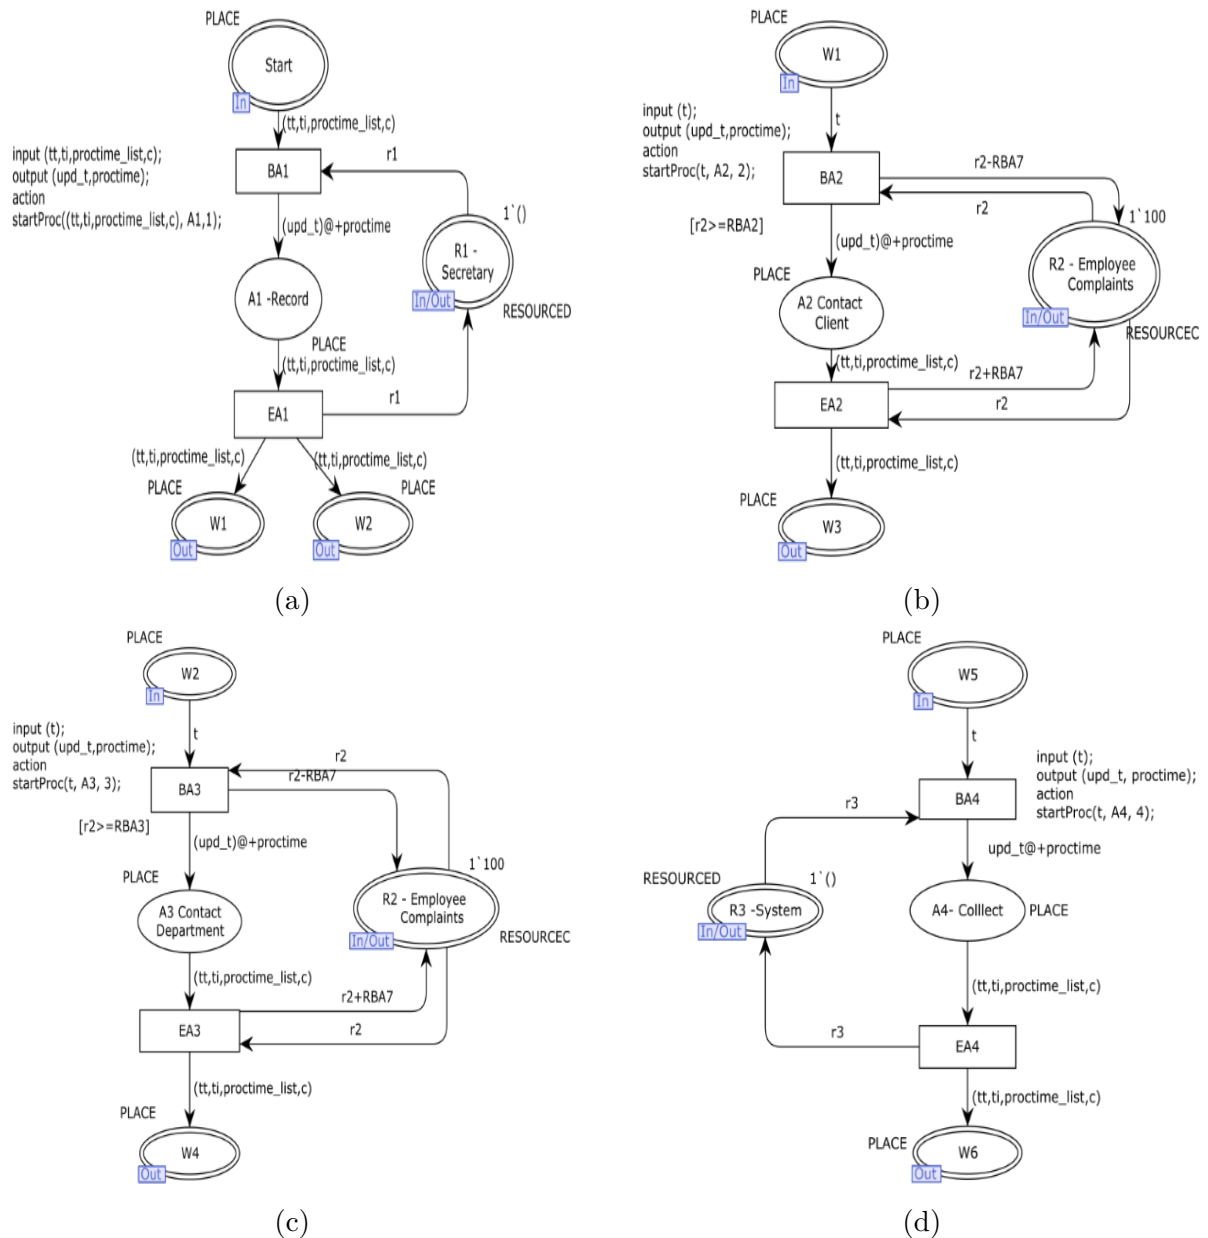 PLACE
Start
In
(tt,ti,proctime_list,c)
input (tt,ti,proctime_list,c);
output (upd_t,proctime);
action
startProc((tt,ti,proctime_list,c), A1,1);
BA1
r1
(upd_t)@+proctime
1`()
R1 -
Secretary
In/Out
RESOURCED
A1 -Record
PLACE
(tt,ti,proctime_list,c)
EA1
r1
(tt,ti,proctime_list,c)
(tt,ti,proctime_list,c)
PLACE
PLACE
W1
Out
W2
Out
(a)
PLACE
W1
In
t
input (t);
output (upd_t,proctime);
action
startProc(t, A2, 2);
BA2
r2-RBA7
r2
[r2>=RBA2]
(upd_t)@+proctime
1`100
R2 - Employee
Complaints
In/Out
RESOURCEC
PLACE
A2 Contact
Client
(tt,ti,proctime_list,c)
r2+RBA7
EA2
r2
(tt,ti,proctime_list,c)
PLACE
W3
Out
(b)
PLACE
W2
In
t
input (t);
output (upd_t,proctime);
action
startProc(t, A3, 3);
BA3
r2
r2-RBA7
[r2>=RBA3]
(upd_t)@+proctime
1`100
R2 - Employee
Complaints
In/Out
RESOURCEC
PLACE
A3 Contact
Department
(tt,ti,proctime_list,c)
r2+RBA7
EA3
r2
(tt,ti,proctime_list,c)
PLACE
W4
Out
(c)
PLACE
W5
In
t
input (t);
output (upd_t, proctime);
action
startProc(t, A4, 4);
BA4
r3
upd_t@+proctime
RESOURCED
1`()
R3 -System
In/Out
A4- Colllect
PLACE
(tt,ti,proctime_list,c)
r3
EA4
(tt,ti,proctime_list,c)
PLACE
W6
Out
(d)